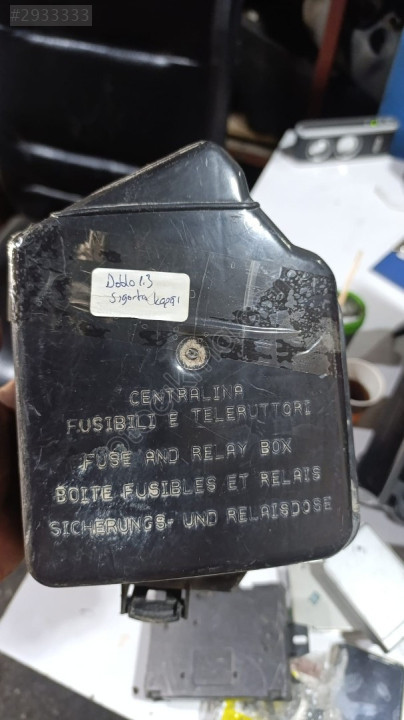 #2933333
Doblo 1.3
Sigorta kapağı
CENTRALINA
FUSIBILI E TELERUTTORI
FUSE AND RELAY BOX
BOITE FUSIBLES ET RELAIS
SICHERUNGS- UND RELAISDOSE